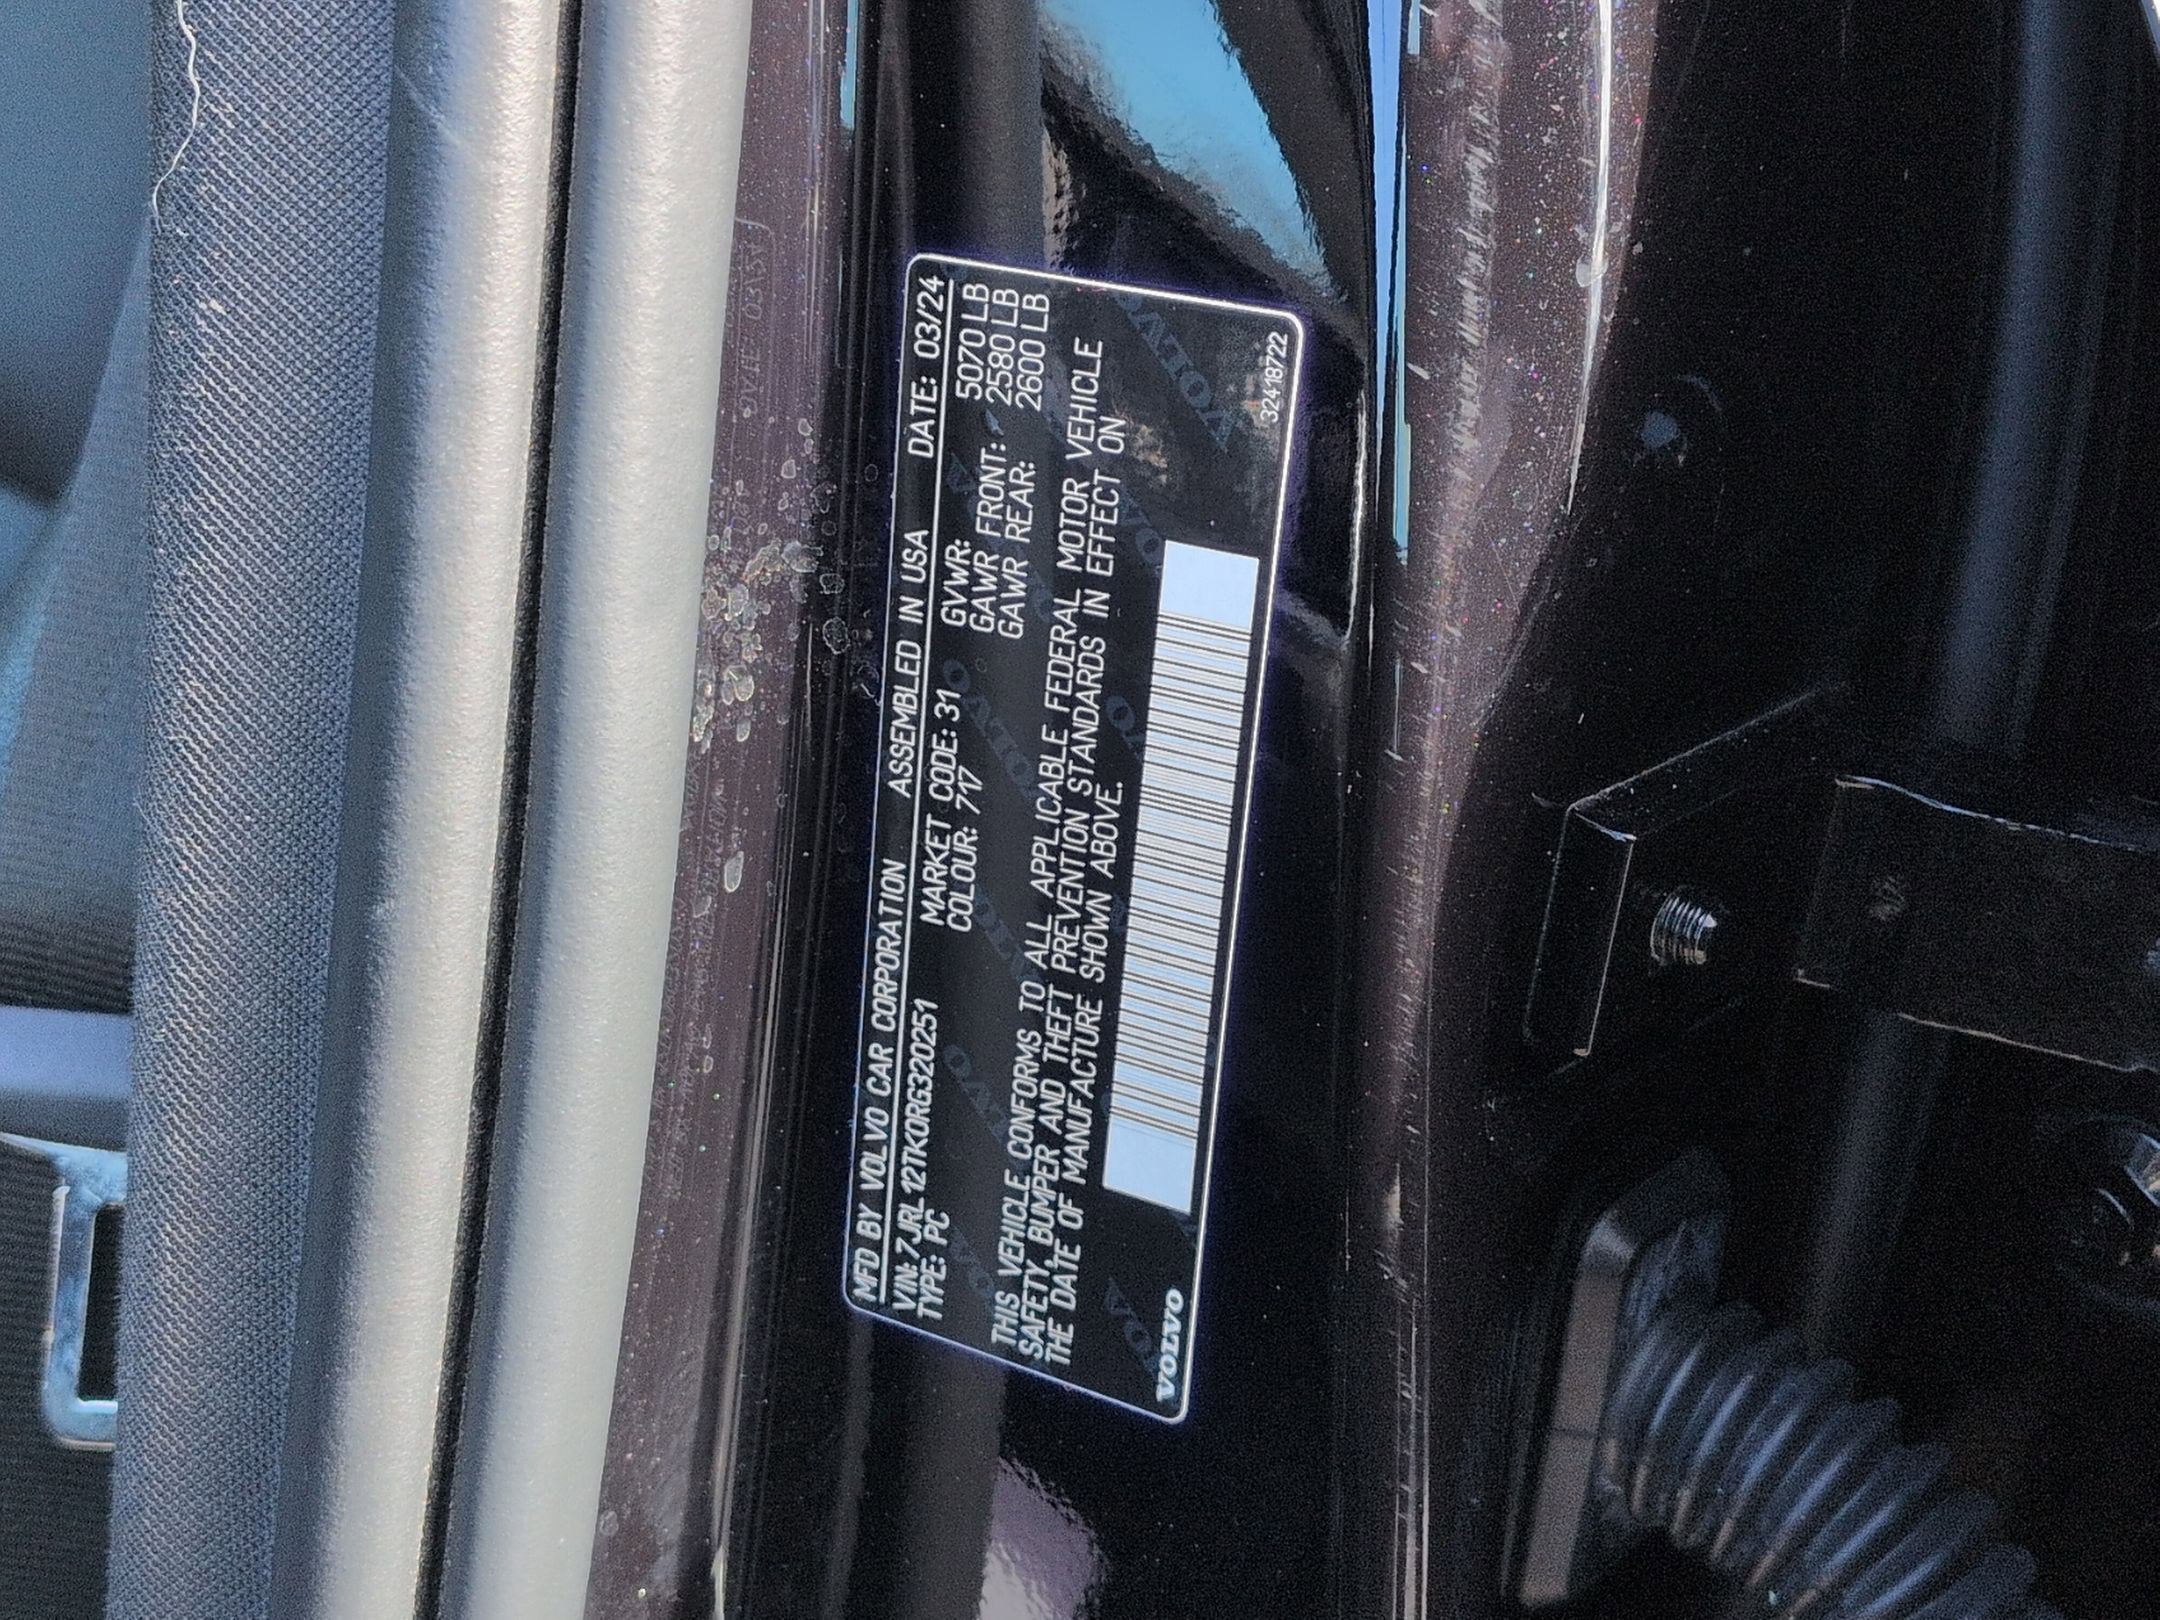 MFD BY VOLVO CAR CORPORATION ASSEMBLED IN USA DATE: 03/24
VIN: 7JRL12TK0RG320251 MARKET CODE: 31 GVWR: 5070 LB
TYPE: PC COLOUR: 717 GAWR FRONT: 2580 LB
GAWR REAR: 2600 LB
THIS VEHICLE CONFORMS TO ALL APPLICABLE FEDERAL MOTOR VEHICLE
SAFETY, BUMPER AND THEFT PREVENTION STANDARDS IN EFFECT ON
THE DATE OF MANUFACTURE SHOWN ABOVE.
VOLVO 32418722